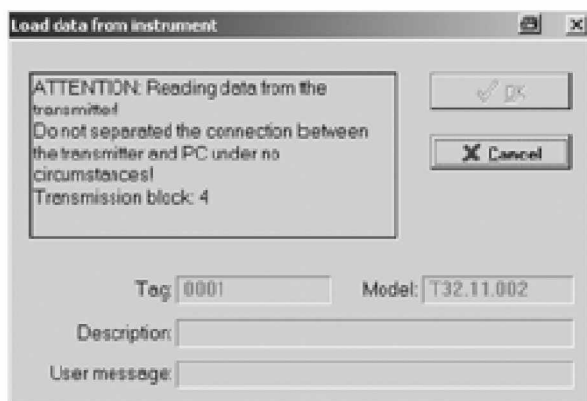 Load data from instrument
ATTENTION: Reading data from the
transmitter!
Do not separated the connection between
the transmitter and PC under no
circumstances!
Transmission block: 4
OK
Cancel
Tag: 0001 Model: T32.11.002
Description:
User message: